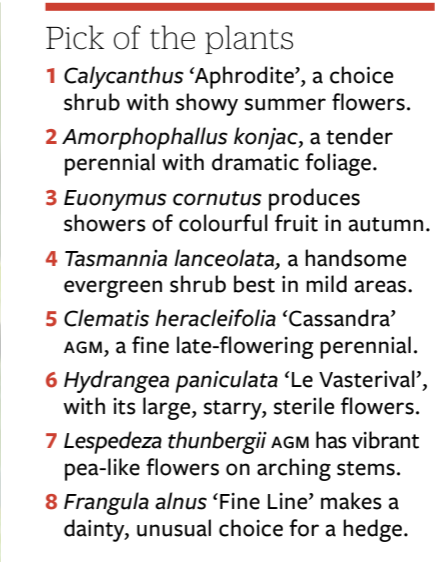 Pick of the plants
1 Calycanthus ‘Aphrodite’, a choice
shrub with showy summer flowers.
2 Amorphophallus konjac, a tender
perennial with dramatic foliage.
3 Euonymus cornutus produces
showers of colourful fruit in autumn.
4 Tasmannia lanceolata, a handsome
evergreen shrub best in mild areas.
5 Clematis heracleifolia ‘Cassandra’
AGM, a fine late-flowering perennial.
6 Hydrangea paniculata ‘Le Vasterival’,
with its large, starry, sterile flowers.
7 Lespedeza thunbergii AGM has vibrant
pea-like flowers on arching stems.
8 Frangula alnus ‘Fine Line’ makes a
dainty, unusual choice for a hedge.